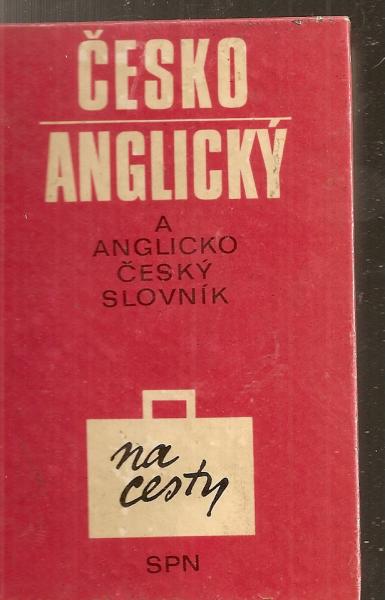 ČESKO
ANGLICKÝ
A
ANGLICKO
ČESKÝ
SLOVNÍK
na
cesty
SPN